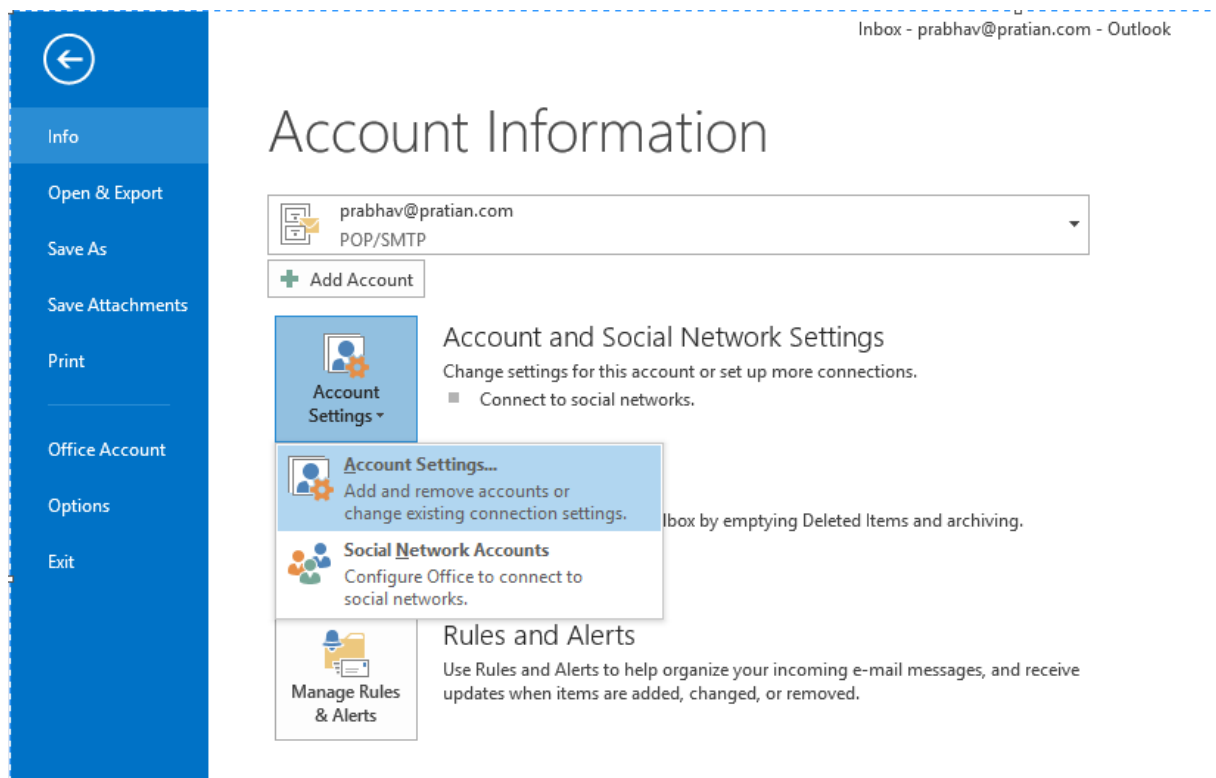 Inbox - prabhav@pratian.com - Outlook
Info
Open & Export
Save As
Save Attachments
Print
Office Account
Options
Exit
Account Information
prabhav@pratian.com
POP/SMTP
Add Account
Account
Settings
Account and Social Network Settings
Change settings for this account or set up more connections.
Connect to social networks.
Account Settings...
Add and remove accounts or
change existing connection settings.
Social Network Accounts
Configure Office to connect to
social networks.
by emptying Deleted Items and archiving.
Manage Rules
& Alerts
Rules and Alerts
Use Rules and Alerts to help organize your incoming e-mail messages, and receive
updates when items are added, changed, or removed.